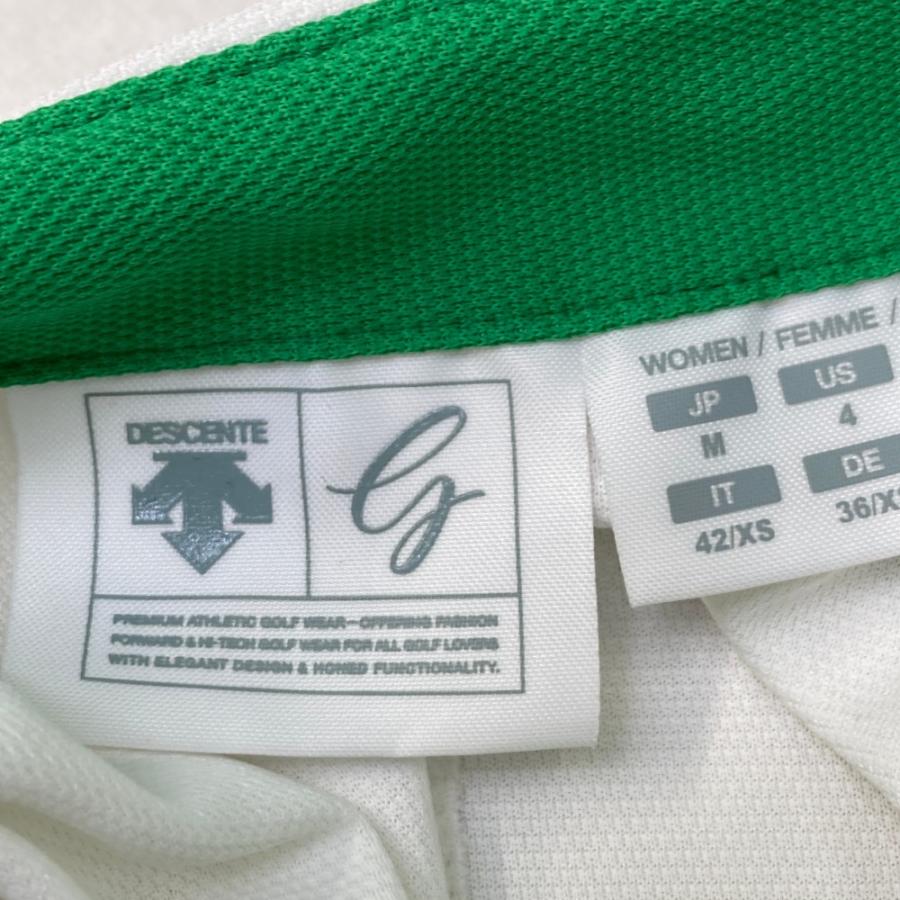 DESCENTE
G
PREMIUM ATHLETIC GOLF WEAR—OFFERING FASHION
FORWARD & HI-TECH GOLF WEAR FOR ALL GOLF LOVERS
WITH ELEGANT DESIGN & HONED FUNCTIONALITY.
WOMEN / FEMME /
JP US
M 4
IT DE
42/XS